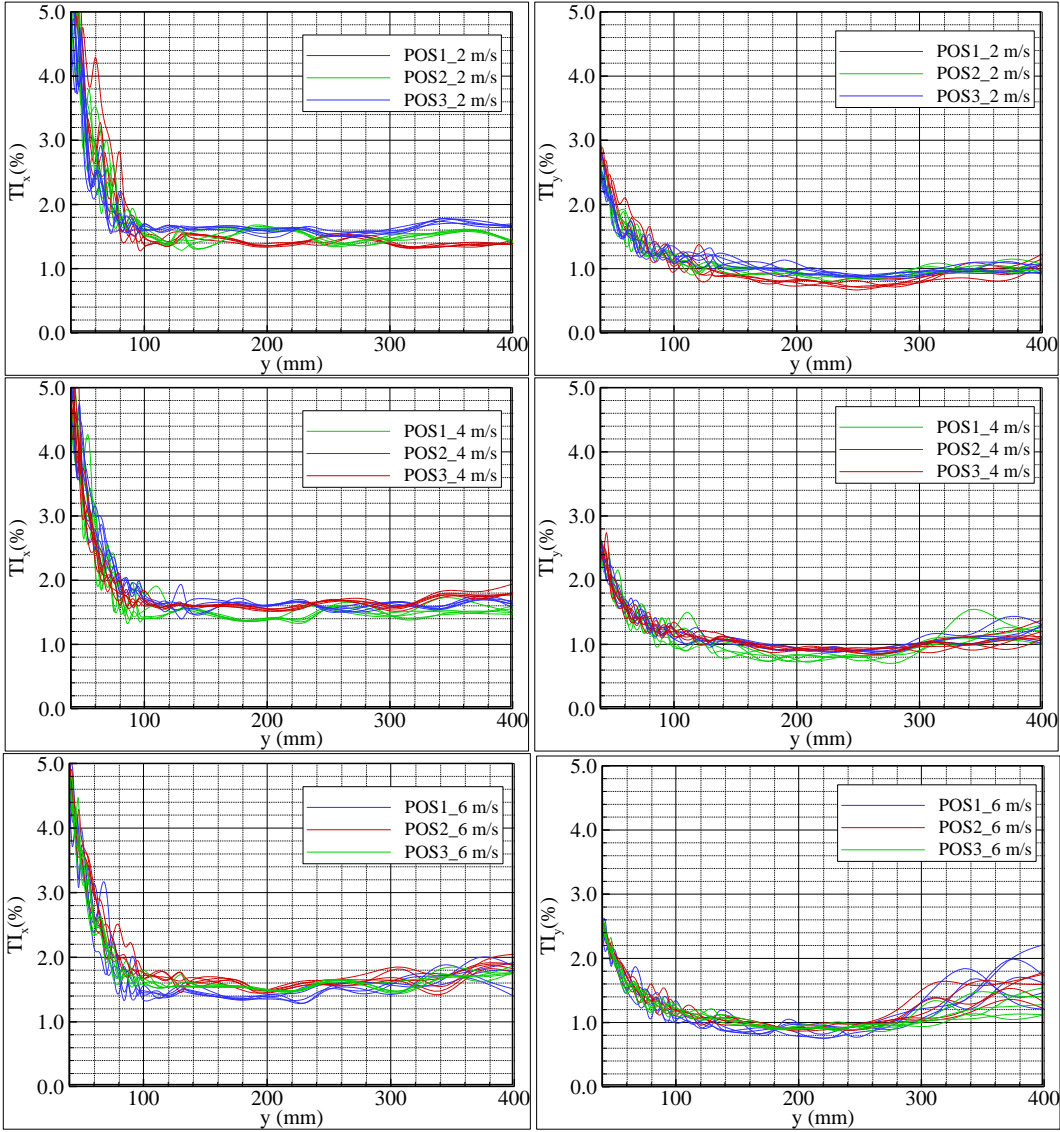 5.0
4.0
3.0
2.0
1.0
0.0
TIx(%)
POS1_2 m/s
POS2_2 m/s
POS3_2 m/s
100
200
300
400
y (mm)
5.0
4.0
3.0
2.0
1.0
0.0
TIy(%)
POS1_2 m/s
POS2_2 m/s
POS3_2 m/s
100
200
300
400
y (mm)
5.0
4.0
3.0
2.0
1.0
0.0
TIx(%)
POS1_4 m/s
POS2_4 m/s
POS3_4 m/s
100
200
300
400
y (mm)
5.0
4.0
3.0
2.0
1.0
0.0
TIy(%)
POS1_4 m/s
POS2_4 m/s
POS3_4 m/s
100
200
300
400
y (mm)
5.0
4.0
3.0
2.0
1.0
0.0
TIx(%)
POS1_6 m/s
POS2_6 m/s
POS3_6 m/s
100
200
300
400
y (mm)
5.0
4.0
3.0
2.0
1.0
0.0
TIy(%)
POS1_6 m/s
POS2_6 m/s
POS3_6 m/s
100
200
300
400
y (mm)